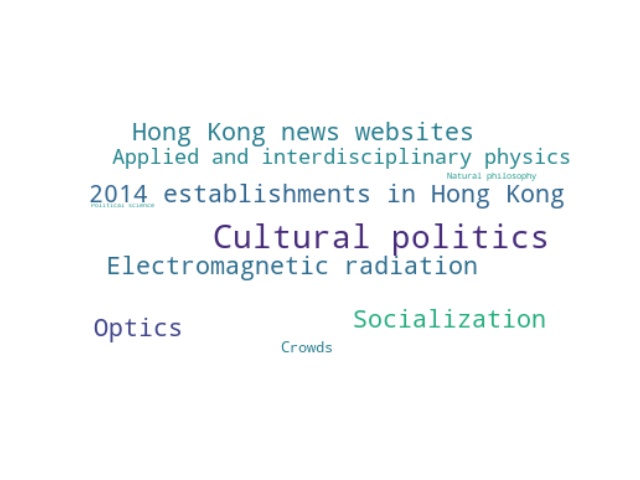 Hong Kong news websites
Applied and interdisciplinary physics
Natural philosophy
2014 establishments in Hong Kong
Political science
Cultural politics
Electromagnetic radiation
Socialization
Optics
Crowds